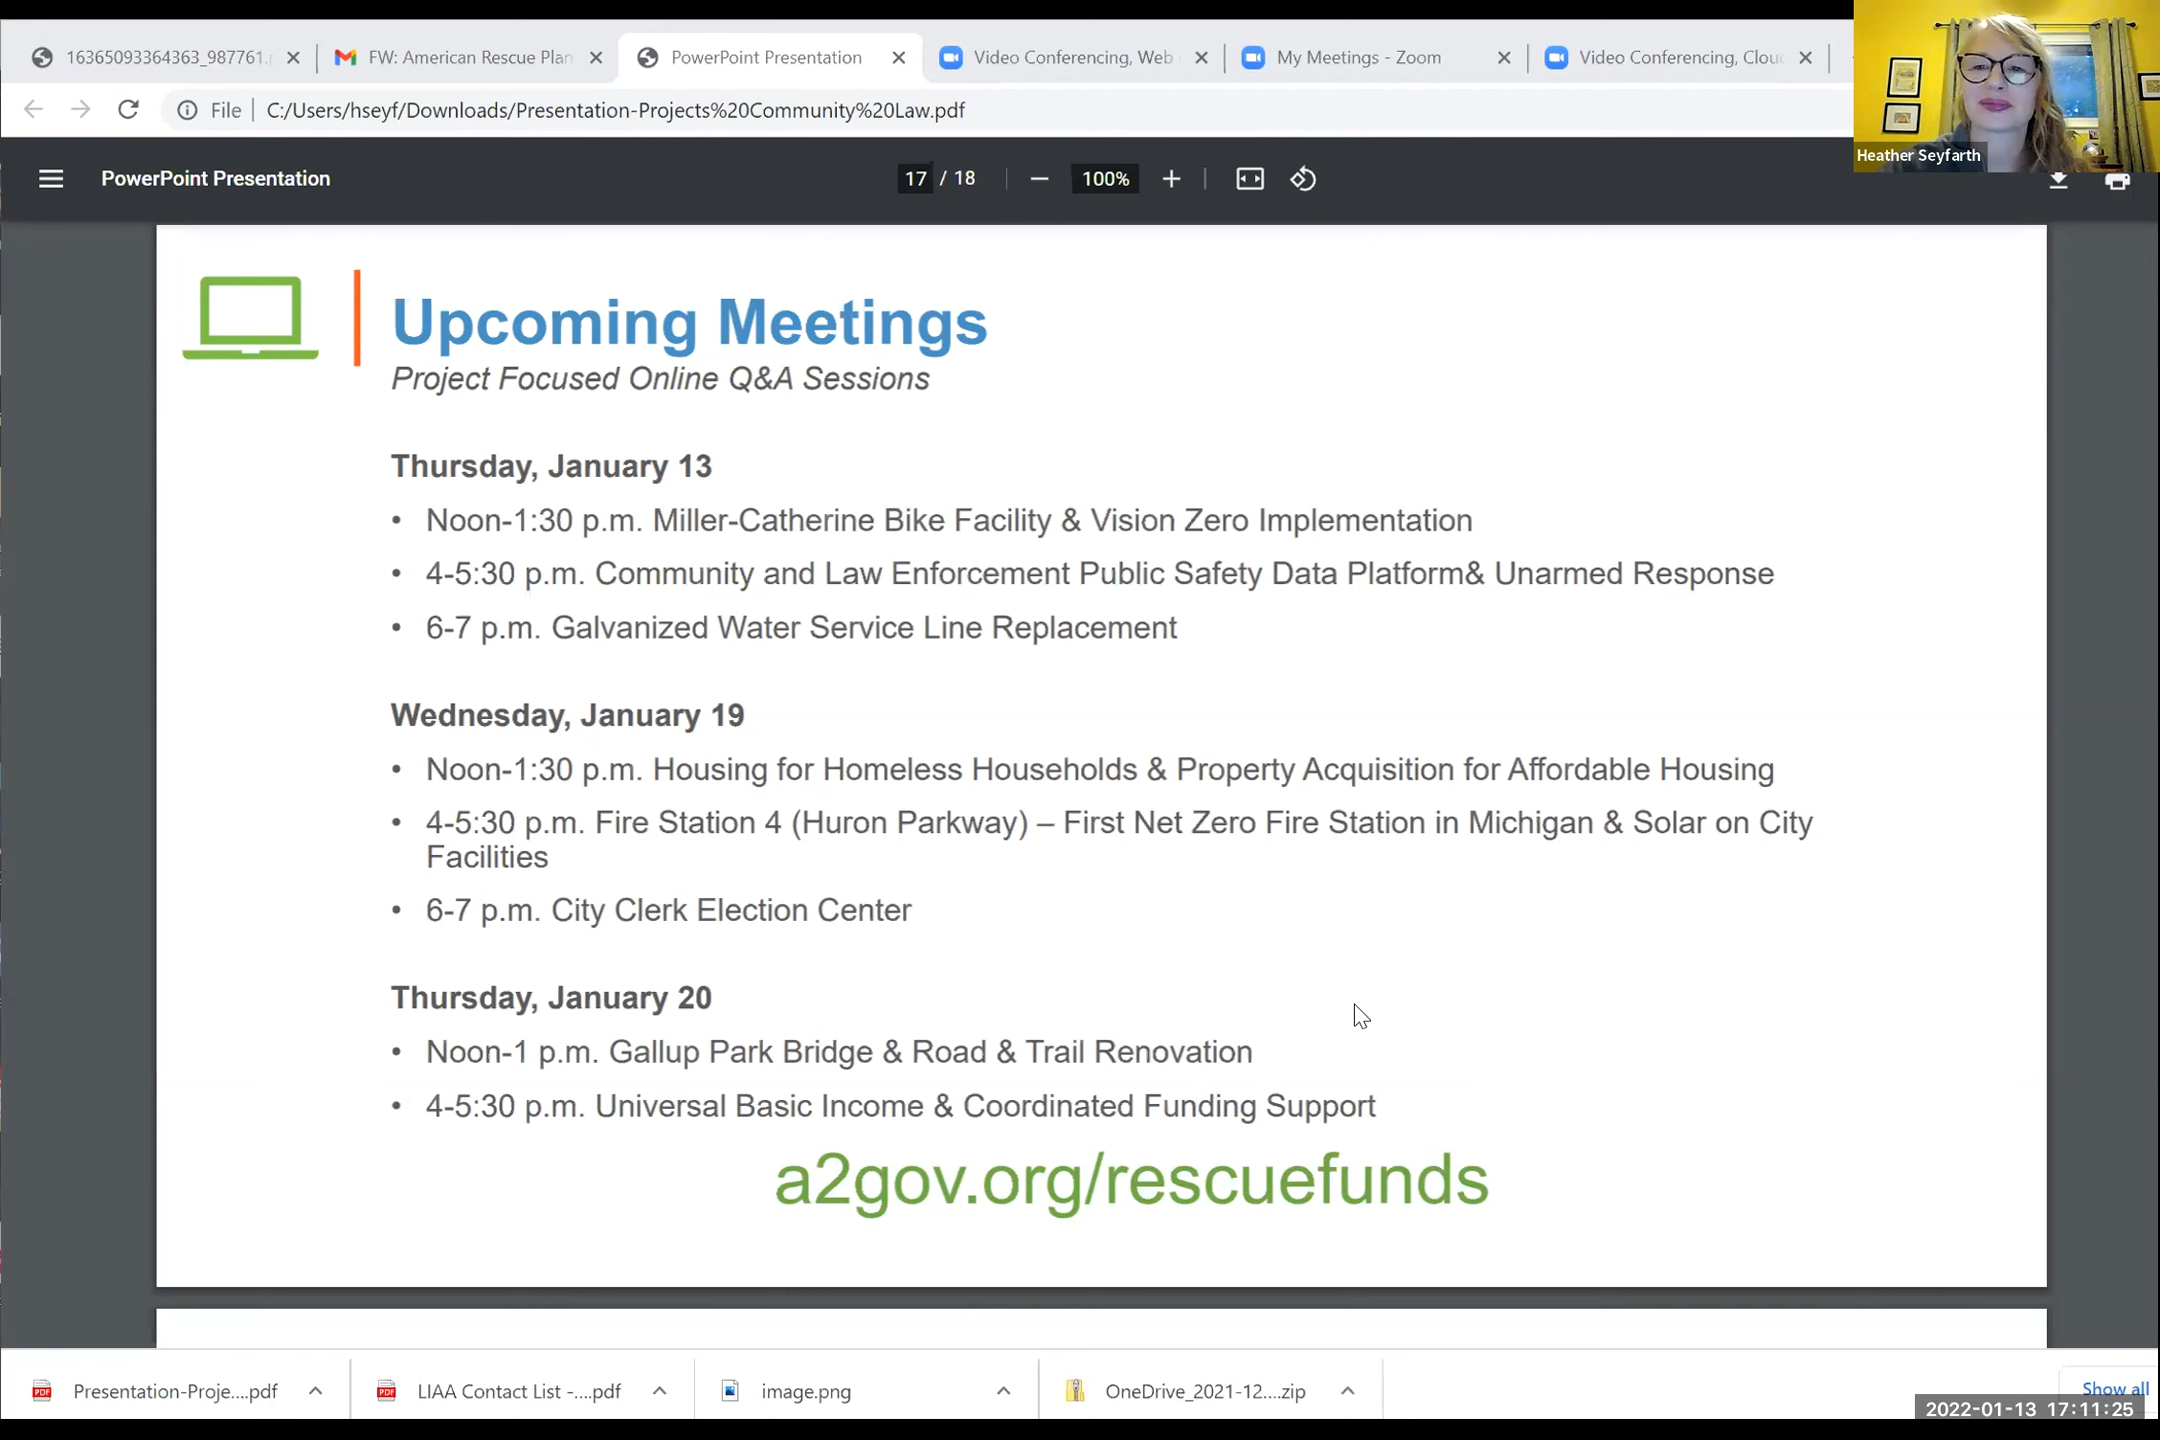 16365093364363_987761.p
FW: American Rescue Plan
PowerPoint Presentation
Video Conferencing, Web
My Meetings - Zoom
Video Conferencing, Clou
File
C:/Users/hseyf/Downloads/Presentation-Projects%20Community%20Law.pdf
Heather Seyfarth
PowerPoint Presentation
17 / 18
100%
Upcoming Meetings
Project Focused Online Q&A Sessions
Thursday, January 13
• Noon-1:30 p.m. Miller-Catherine Bike Facility & Vision Zero Implementation
• 4-5:30 p.m. Community and Law Enforcement Public Safety Data Platform& Unarmed Response
• 6-7 p.m. Galvanized Water Service Line Replacement
Wednesday, January 19
• Noon-1:30 p.m. Housing for Homeless Households & Property Acquisition for Affordable Housing
• 4-5:30 p.m. Fire Station 4 (Huron Parkway) – First Net Zero Fire Station in Michigan & Solar on City
Facilities
• 6-7 p.m. City Clerk Election Center
Thursday, January 20
• Noon-1 p.m. Gallup Park Bridge & Road & Trail Renovation
• 4-5:30 p.m. Universal Basic Income & Coordinated Funding Support
a2gov.org/rescuefunds
Presentation-Proje....pdf
LIAA Contact List -....pdf
image.png
OneDrive_2021-12....zip
Show all
2022-01-13 17:11:25